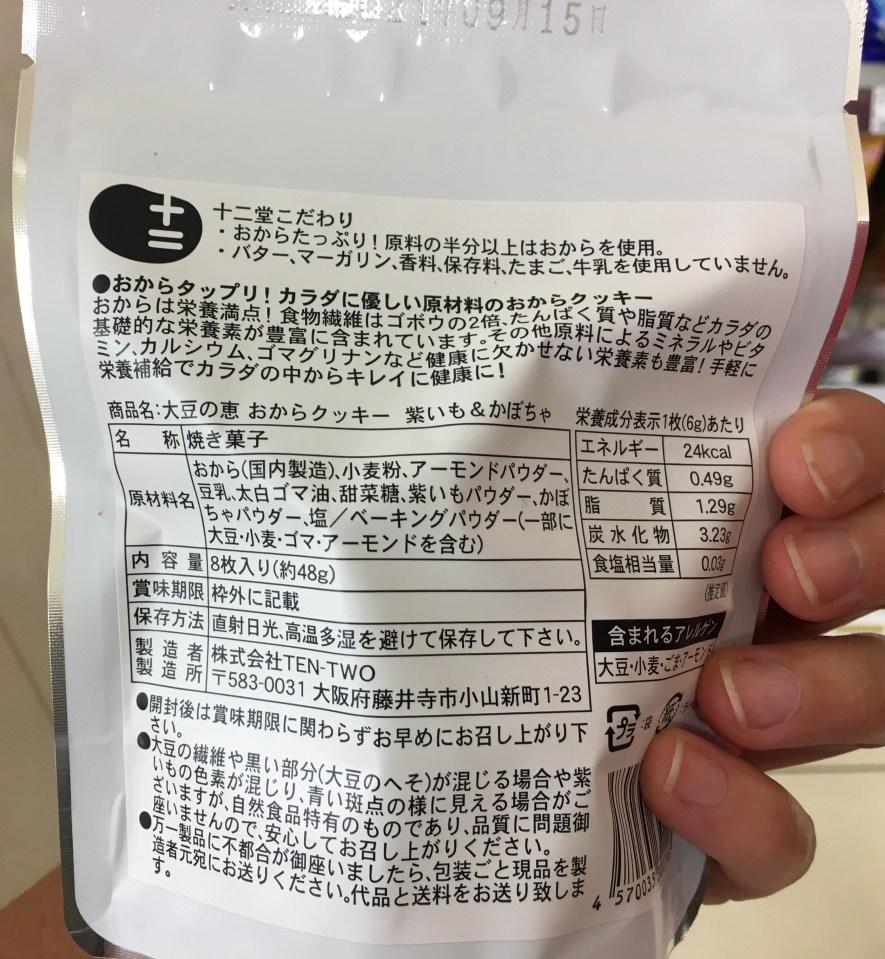 09月15日
十二
十二堂こだわり
・おからたっぷり!原料の半分以上はおからを使用。
・バター、マーガリン、香料、保存料、たまご、牛乳を使用していません。
●おからタップリ!カラダに優しい原材料のおからクッキー
おからは栄養満点!食物繊維はゴボウの2倍、たんぱく質や脂質などカラダの
基礎的な栄養素が豊富に含まれています。その他原料によるミネラルやビタ
ミン、カルシウム、ゴマグリナンなど健康に欠かせない栄養素も豊富!手軽に
栄養補給でカラダの中からキレイに健康に!
商品名:大豆の恵 おからクッキー 紫いも&かぼちゃ
名 称 焼き菓子
原材料名 おから(国内製造)、小麦粉、アーモンドパウダー、
豆乳、太白ゴマ油、甜菜糖、紫いもパウダー、かぼ
ちゃパウダー、塩/ベーキングパウダー(一部に
大豆・小麦・ゴマ・アーモンドを含む)
内 容 量 8枚入り(約48g)
賞味期限 枠外に記載
保存方法 直射日光、高温多湿を避けて保存して下さい。
製 造 者 株式会社TEN-TWO
製 造 所 〒583-0031 大阪府藤井寺市小山新町1-23
栄養成分表示1枚(6g)あたり
エネルギー 24kcal
たんぱく質 0.49g
脂 質 1.29g
炭水化物 3.23g
食塩相当量 0.03g
(推定値)
含まれるアレルゲン
大豆・小麦・ごま・アーモンド
プラ
:袋
●開封後は賞味期限に関わらずお早めにお召し上がり下
さい。
●大豆の繊維や黒い部分(大豆のへそ)が混じる場合や紫
いもの色素が混じり、青い斑点の様に見える場合がご
ざいますが、自然食品特有のものであり、品質に問題御
座いませんので、安心してお召し上がりください。
●万一製品に不都合が御座いましたら、包装ごと現品を製
造者元宛にお送りください。代品と送料をお送り致しま
す。
4 570035